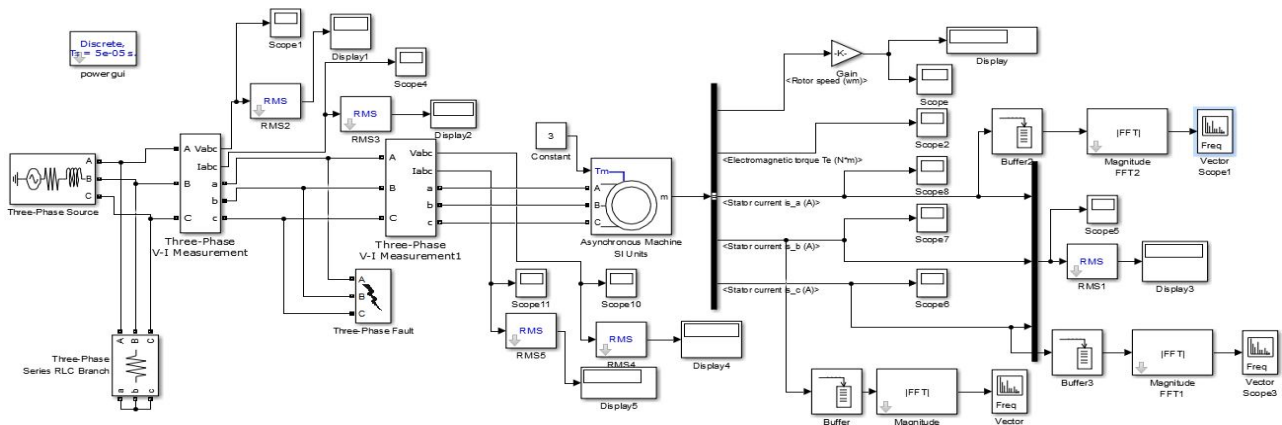 Discrete,
Ts = 5e-05 s.
powergui
Scope1
Display1
Scope4
RMS
RMS2
RMS
RMS3
Display2
A
B
C
Three-Phase Source
A
B
C
Vabc
Iabc
a
b
c
Three-Phase
V-I Measurement
A
B
C
Vabc
Iabc
a
b
c
Three-Phase
V-I Measurement1
3
Constant
Tm
A
B
C
m
Asynchronous Machine
SI Units
A
B
C
Three-Phase Fault
A
B
C
a
b
c
Three-Phase
Series RLC Branch
Scope11
Scope10
RMS
RMS5
RMS
RMS4
Display4
Display5
-K-
Gain
Display
<Rotor speed (wm)>
Scope
Scope2
<Electromagnetic torque Te (N*m)>
Scope8
<Stator current is_a (A)>
Scope7
<Stator current is_b (A)>
Scope6
<Stator current is_c (A)>
Buffer2
|FFT|
Magnitude
FFT2
Freq
Vector
Scope1
Scope5
RMS
RMS1
Display3
Buffer3
|FFT|
Magnitude
FFT1
Freq
Vector
Scope3
Buffer
|FFT|
Magnitude
Freq
Vector